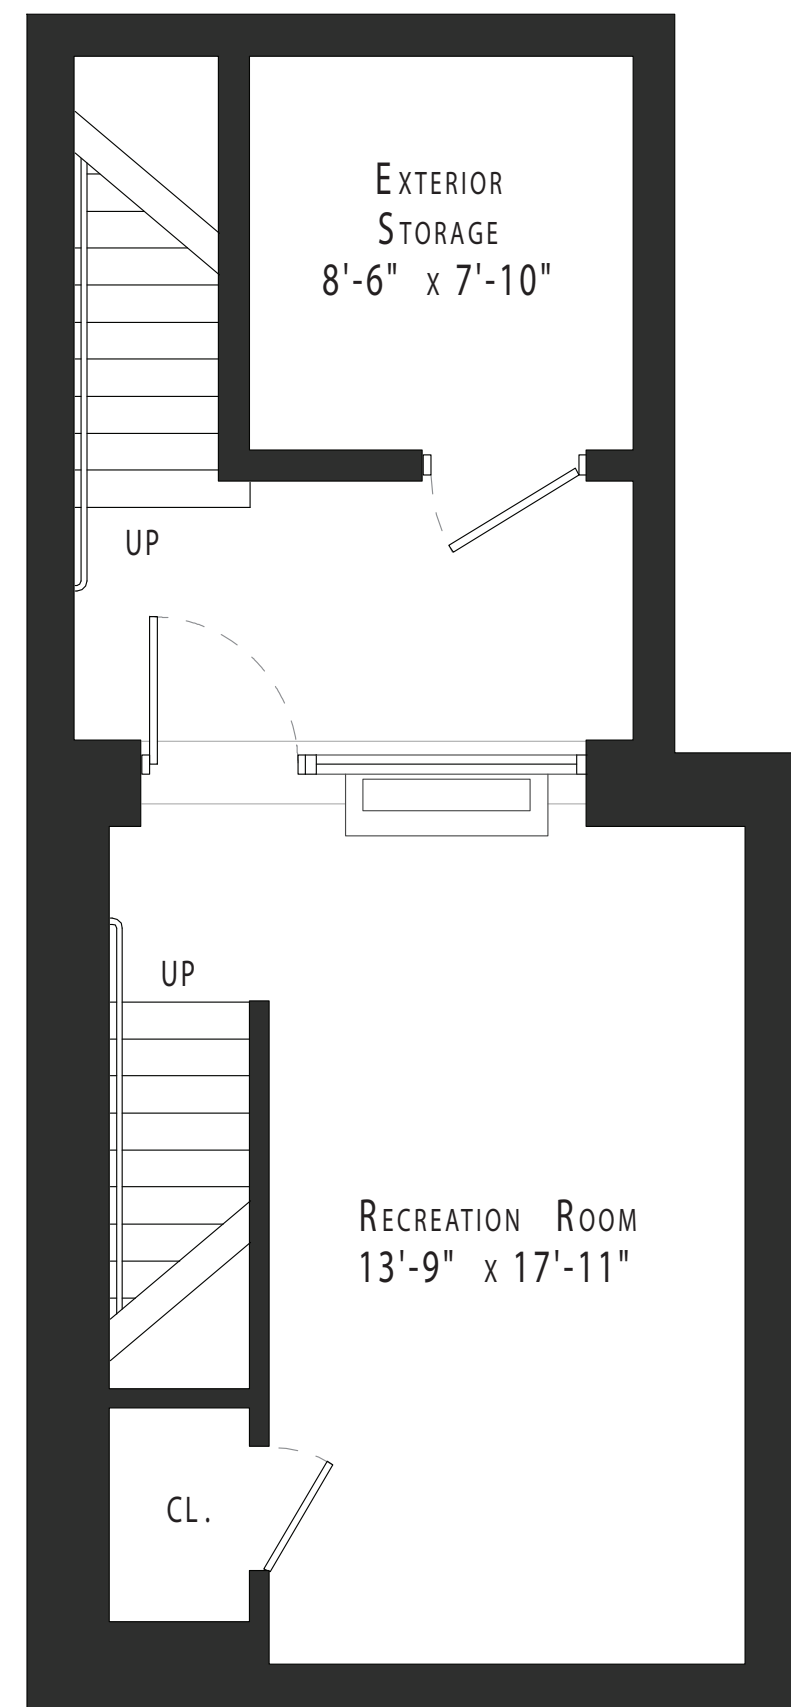 EXTERIOR
STORAGE
8'-6" x 7'-10"
UP
UP
RECREATION ROOM
13'-9" x 17'-11"
CL.